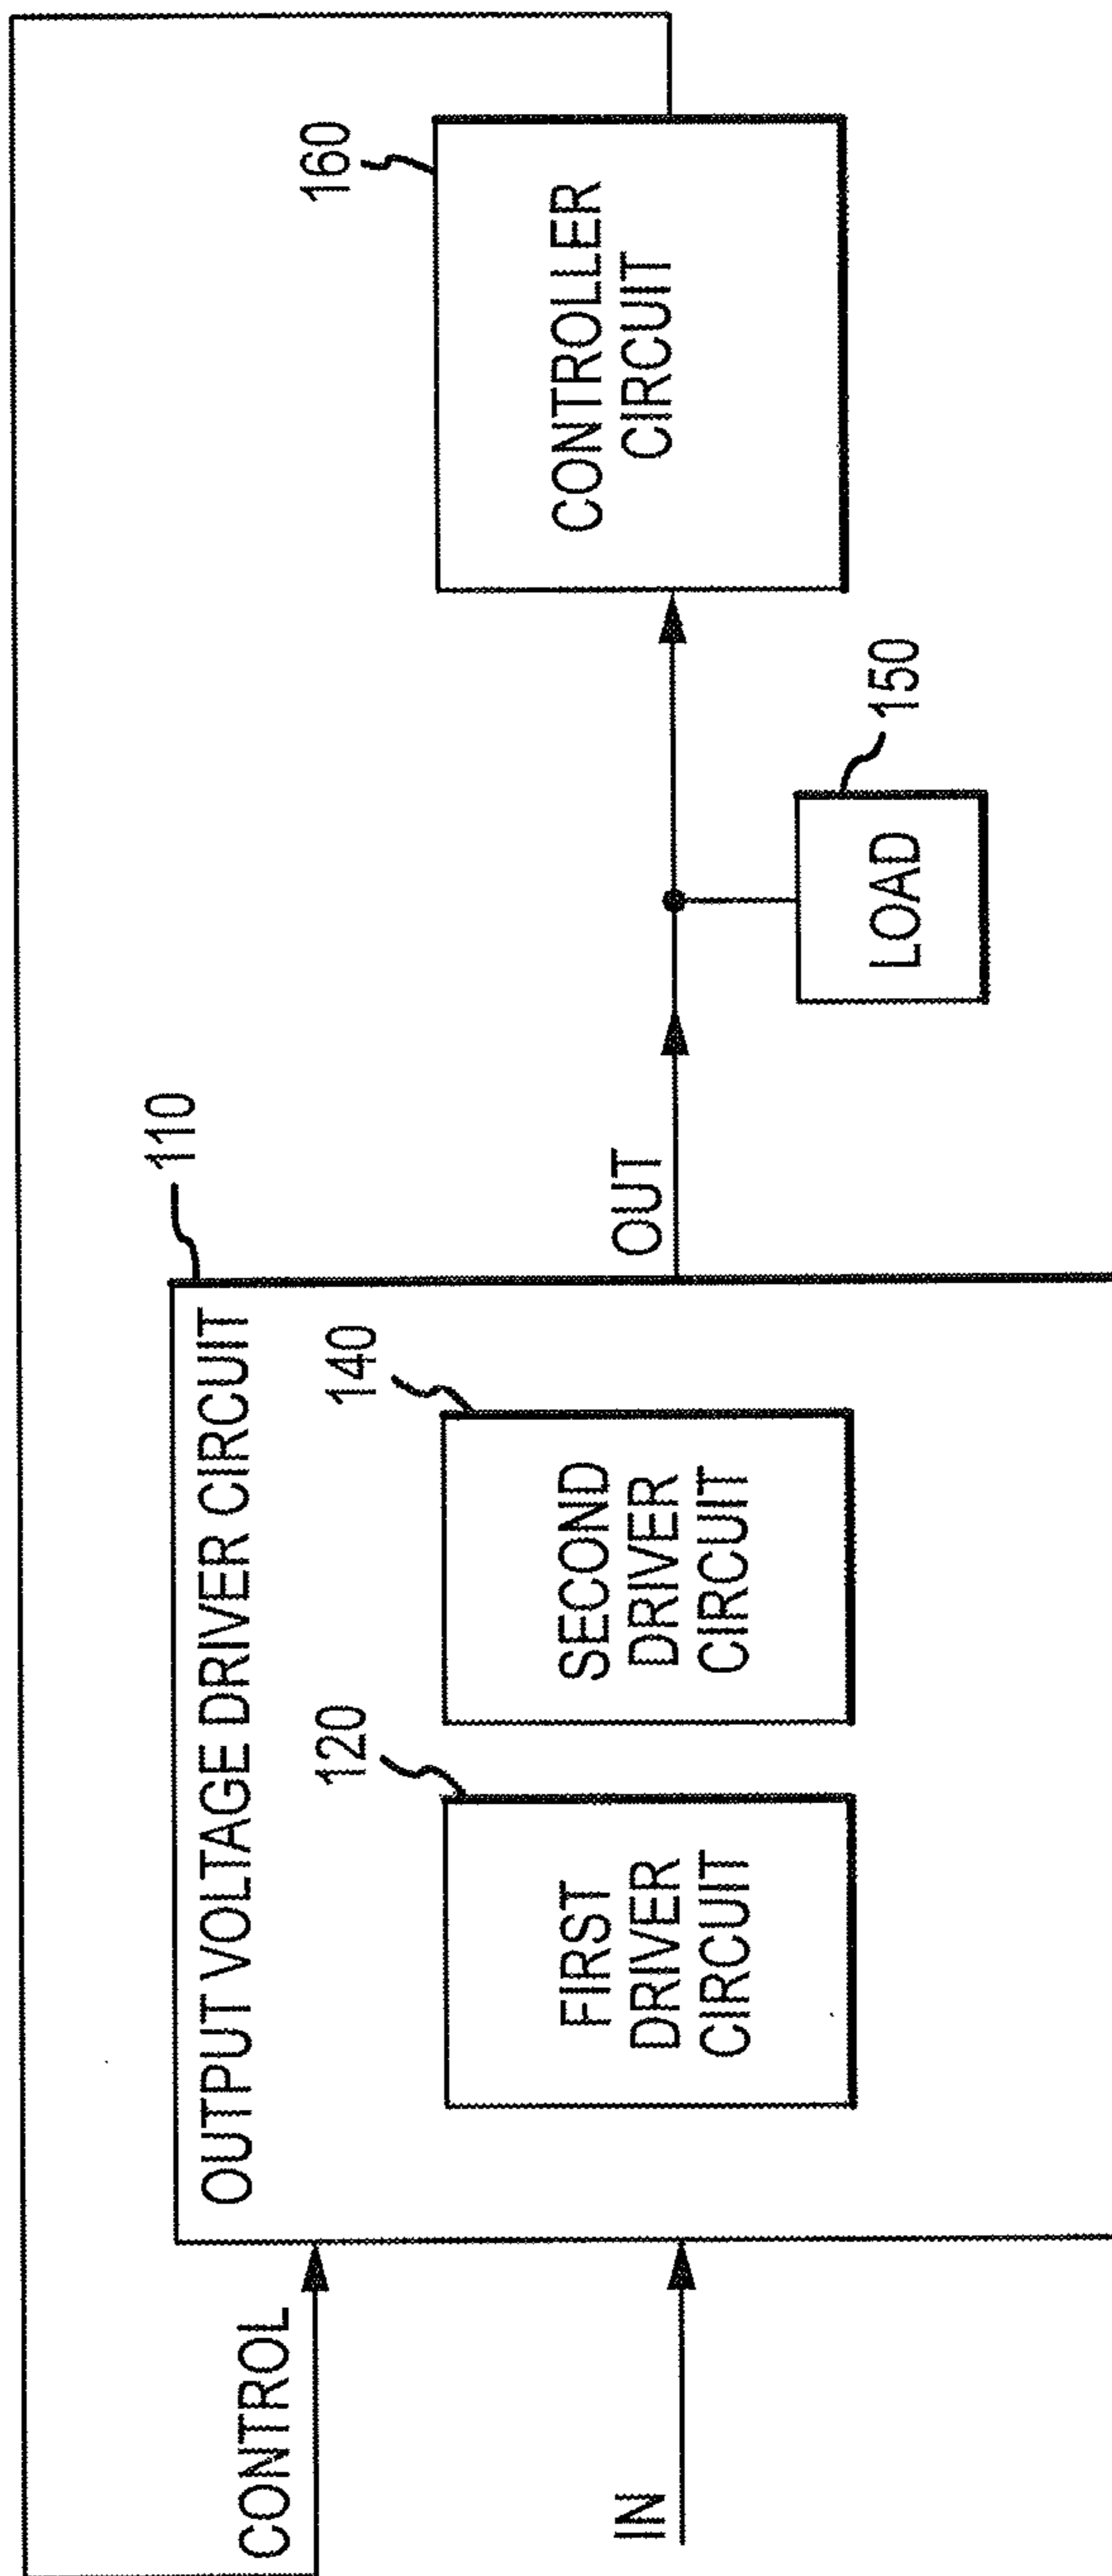 CONTROL
IN
OUTPUT VOLTAGE DRIVER CIRCUIT
110
120
FIRST
DRIVER
CIRCUIT
140
SECOND
DRIVER
CIRCUIT
OUT
LOAD
150
160
CONTROLLER
CIRCUIT